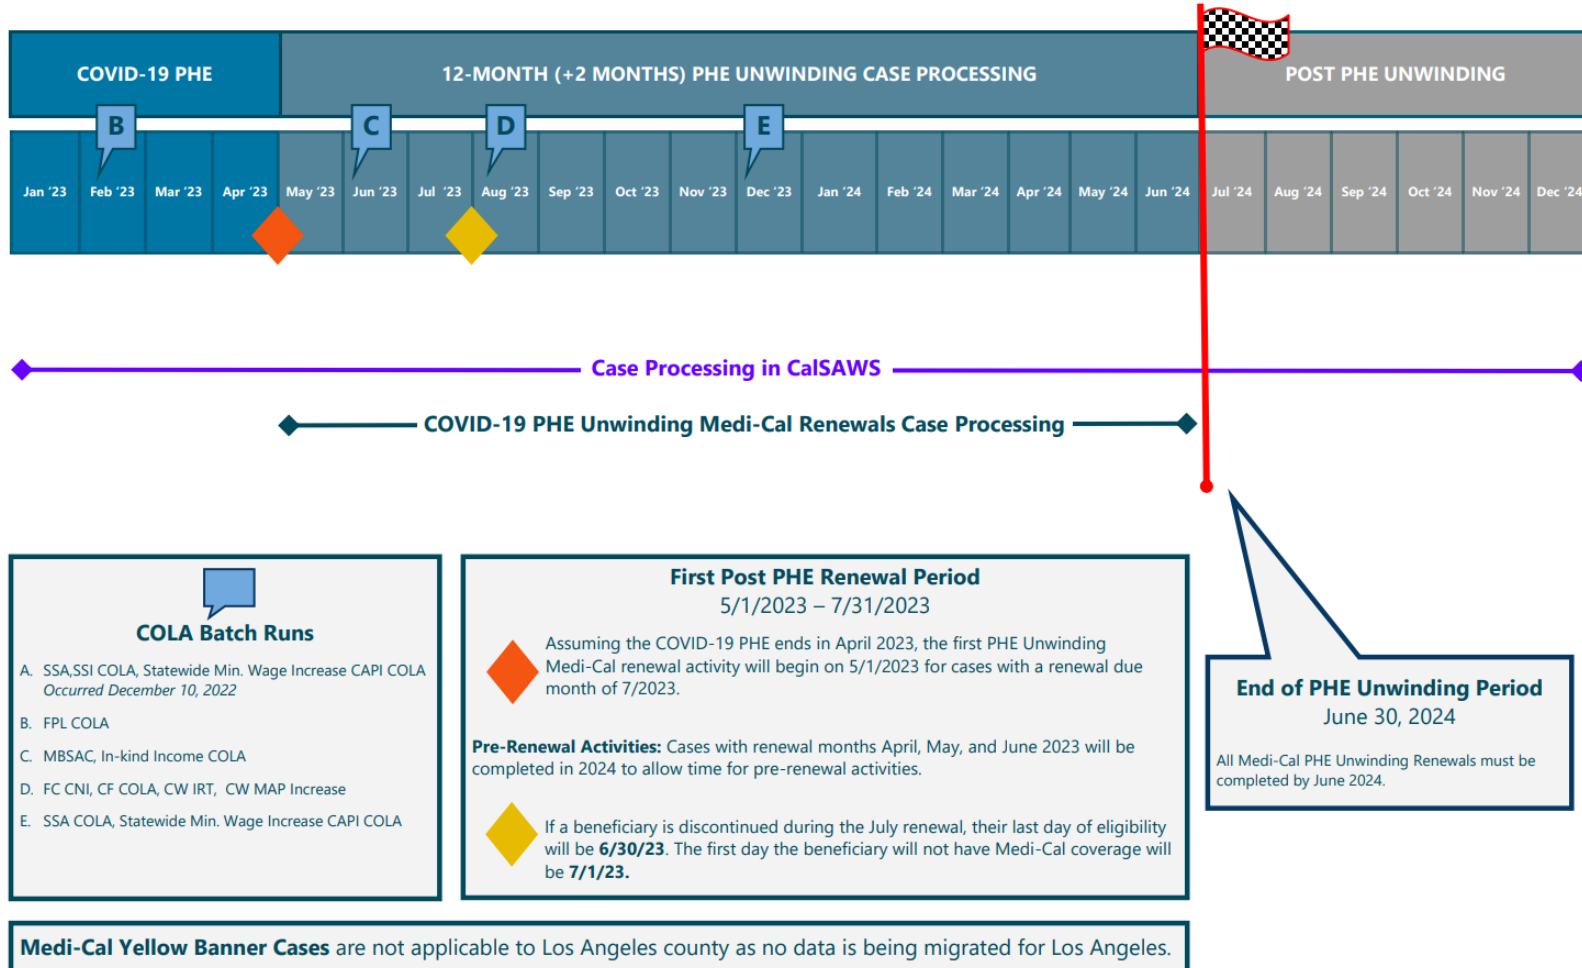 COVID-19 PHE
12-MONTH (+2 MONTHS) PHE UNWINDING CASE PROCESSING
POST PHE UNWINDING
B
C
D
E
Jan '23
Feb '23
Mar '23
Apr '23
May '23
Jun '23
Jul '23
Aug '23
Sep '23
Oct '23
Nov '23
Dec '23
Jan '24
Feb '24
Mar '24
Apr '24
May '24
Jun '24
Jul '24
Aug '24
Sep '24
Oct '24
Nov '24
Dec '24
Case Processing in CalSAWS
COVID-19 PHE Unwinding Medi-Cal Renewals Case Processing
COLA Batch Runs
A. SSA,SSI COLA, Statewide Min. Wage Increase CAPI COLA
Occurred December 10, 2022
B. FPL COLA
C. MBSAC, In-kind Income COLA
D. FC CNI, CF COLA, CW IRT, CW MAP Increase
E. SSA COLA, Statewide Min. Wage Increase CAPI COLA
First Post PHE Renewal Period
5/1/2023 – 7/31/2023
Assuming the COVID-19 PHE ends in April 2023, the first PHE Unwinding
Medi-Cal renewal activity will begin on 5/1/2023 for cases with a renewal due
month of 7/2023.
Pre-Renewal Activities: Cases with renewal months April, May, and June 2023 will be
completed in 2024 to allow time for pre-renewal activities.
If a beneficiary is discontinued during the July renewal, their last day of eligibility
will be 6/30/23. The first day the beneficiary will not have Medi-Cal coverage will
be 7/1/23.
End of PHE Unwinding Period
June 30, 2024
All Medi-Cal PHE Unwinding Renewals must be
completed by June 2024.
Medi-Cal Yellow Banner Cases are not applicable to Los Angeles county as no data is being migrated for Los Angeles.